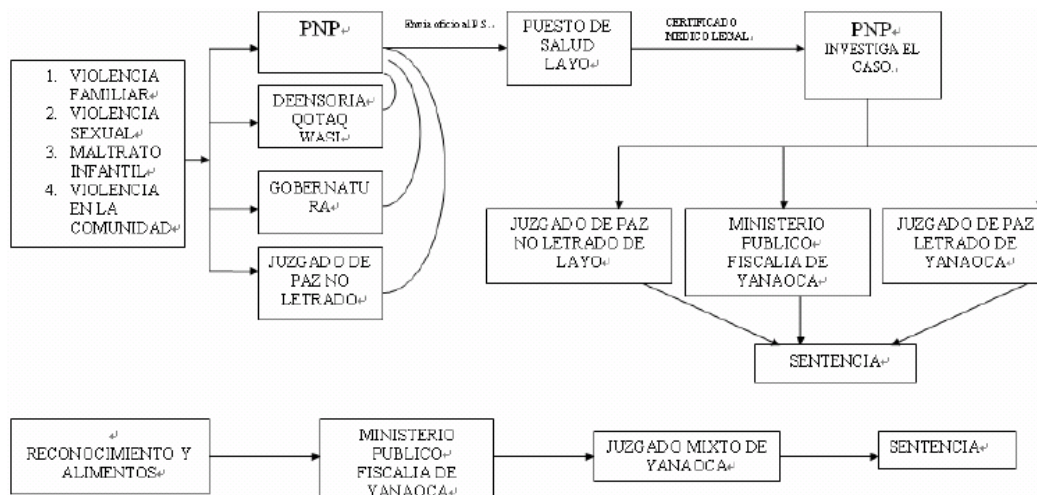 1. VIOLENCIA
FAMILIAR
2. VIOLENCIA
SEXUAL
3. MALTRATO
INFANTIL
4. VIOLENCIA
EN LA
COMUNIDAD
PNP
DEENSORIA
QOTAQ
WASI
GOBERNATU
RA
JUZGADO DE
PAZ NO
LETRADO
Envia oficio al P.S..
PUESTO DE
SALUD
LAYO
CERTIFICADO
MEDICO LEGAL.
PNP
INVESTIGA EL
CASO.
JUZGADO DE PAZ
NO LETRADO DE
LAYO
MINISTERIO
PUBLICO
FISCALIA DE
YANAOCA
JUZGADO DE PAZ
LETRADO DE
YANAOCA
SENTENCIA
RECONOCIMIENTO Y
ALIMENTOS
MINISTERIO
PUBLICO
FISCALIA DE
YANAOCA
JUZGADO MIXTO DE
YANAOCA
SENTENCIA